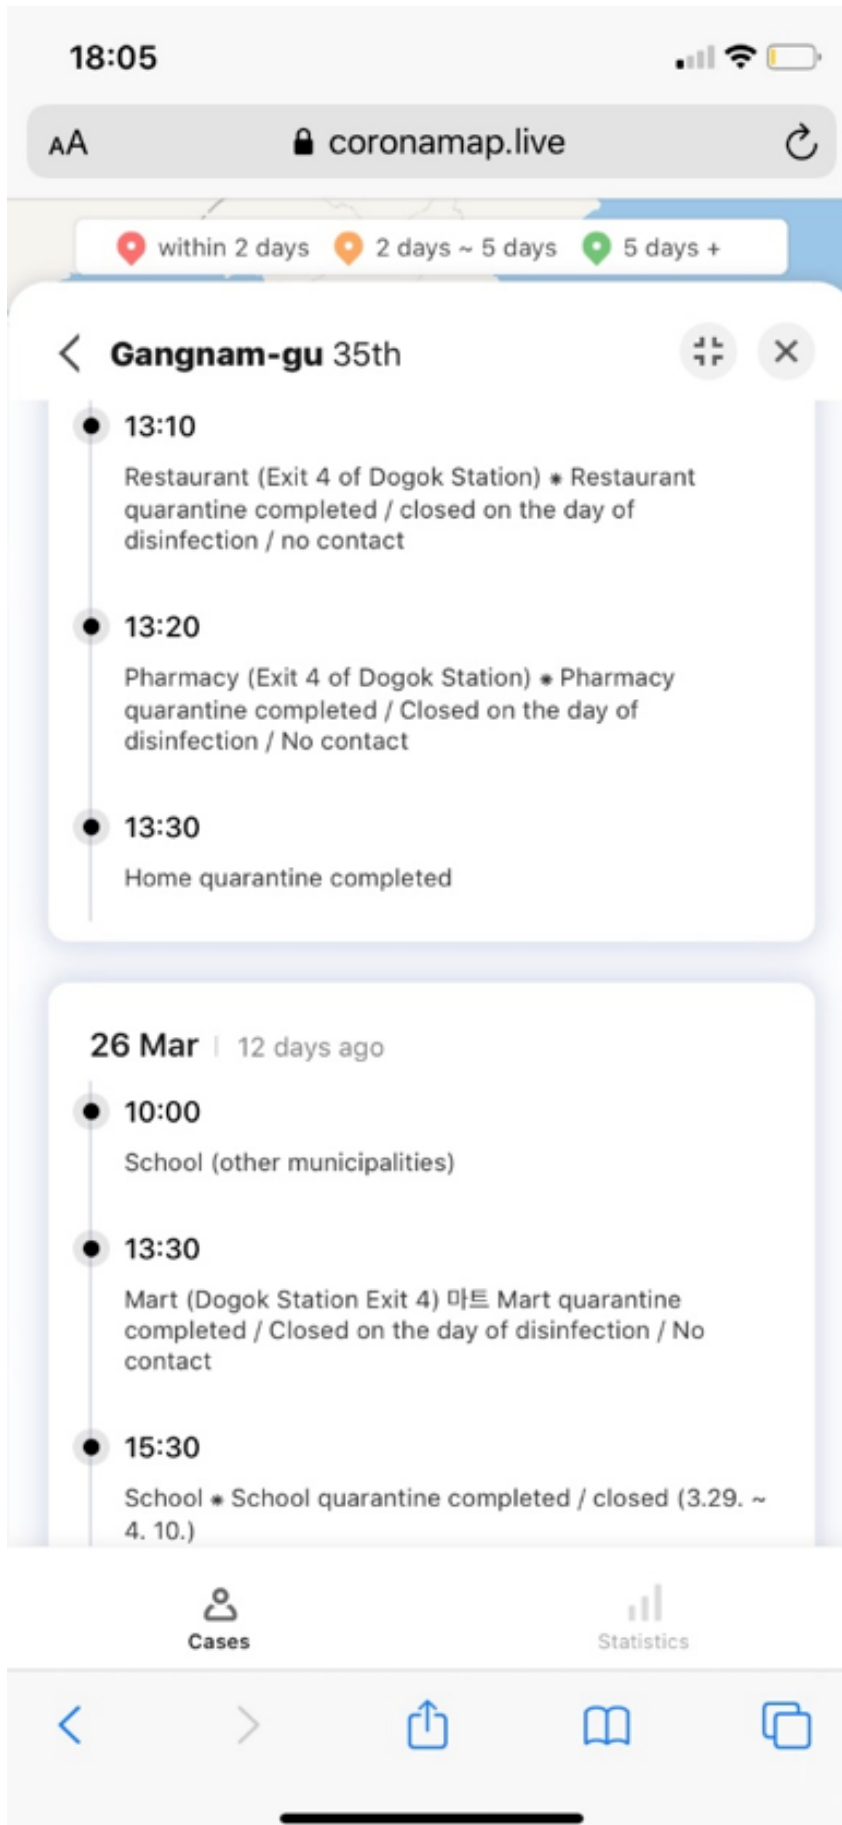 18:05
AA coronamap.live
within 2 days 2 days ~ 5 days 5 days +
Gangnam-gu 35th
13:10
Restaurant (Exit 4 of Dogok Station) * Restaurant
quarantine completed / closed on the day of
disinfection / no contact
13:20
Pharmacy (Exit 4 of Dogok Station) * Pharmacy
quarantine completed / Closed on the day of
disinfection / No contact
13:30
Home quarantine completed
26 Mar | 12 days ago
10:00
School (other municipalities)
13:30
Mart (Dogok Station Exit 4) 마트 Mart quarantine
completed / Closed on the day of disinfection / No
contact
15:30
School * School quarantine completed / closed (3.29. ~
4. 10.)
Cases Statistics